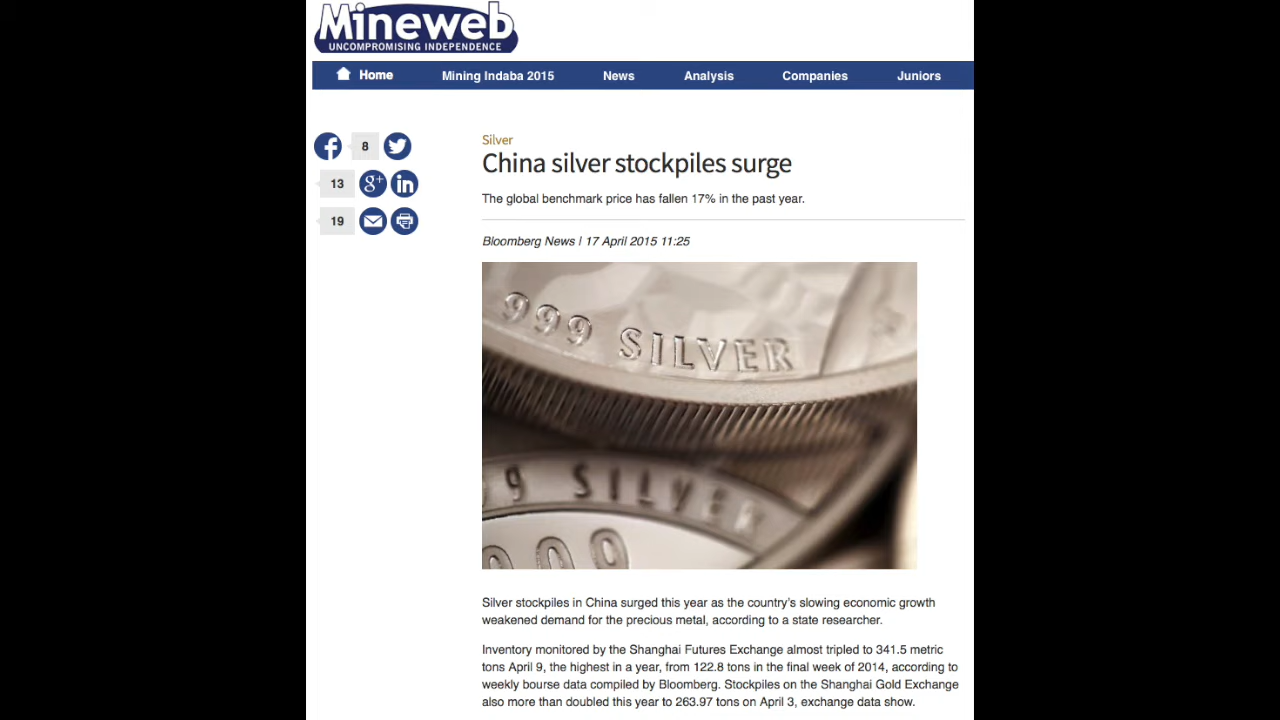 Mineweb
UNCOMPROMISING INDEPENDENCE
Home Mining Indaba 2015 News Analysis Companies Juniors
8
13
19
Silver
China silver stockpiles surge
The global benchmark price has fallen 17% in the past year.
Bloomberg News | 17 April 2015 11:25
999 SILVER
9 SILVER
000
Silver stockpiles in China surged this year as the country's slowing economic growth
weakened demand for the precious metal, according to a state researcher.
Inventory monitored by the Shanghai Futures Exchange almost tripled to 341.5 metric
tons April 9, the highest in a year, from 122.8 tons in the final week of 2014, according to
weekly bourse data compiled by Bloomberg. Stockpiles on the Shanghai Gold Exchange
also more than doubled this year to 263.97 tons on April 3, exchange data show.